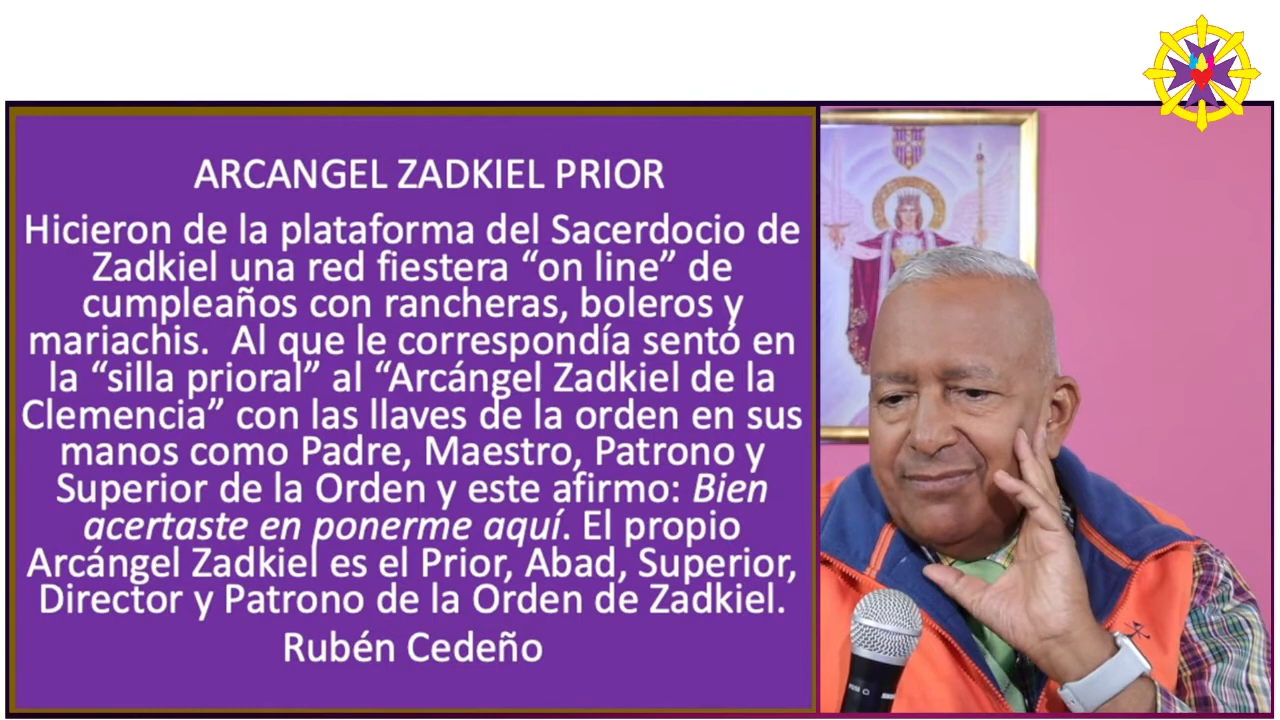 ARCANGEL ZADKIEL PRIOR
Hicieron de la plataforma del Sacerdocio de
Zadkiel una red fiestera “on line” de
cumpleaños con rancheras, boleros y
mariachis.  Al que le correspondía sentó en
la “silla prioral” al “Arcángel Zadkiel de la
Clemencia” con las llaves de la orden en sus
manos como Padre, Maestro, Patrono y
Superior de la Orden y este afirmo: Bien
acertaste en ponerme aquí. El propio
Arcángel Zadkiel es el Prior, Abad, Superior,
Director y Patrono de la Orden de Zadkiel.
Rubén Cedeño